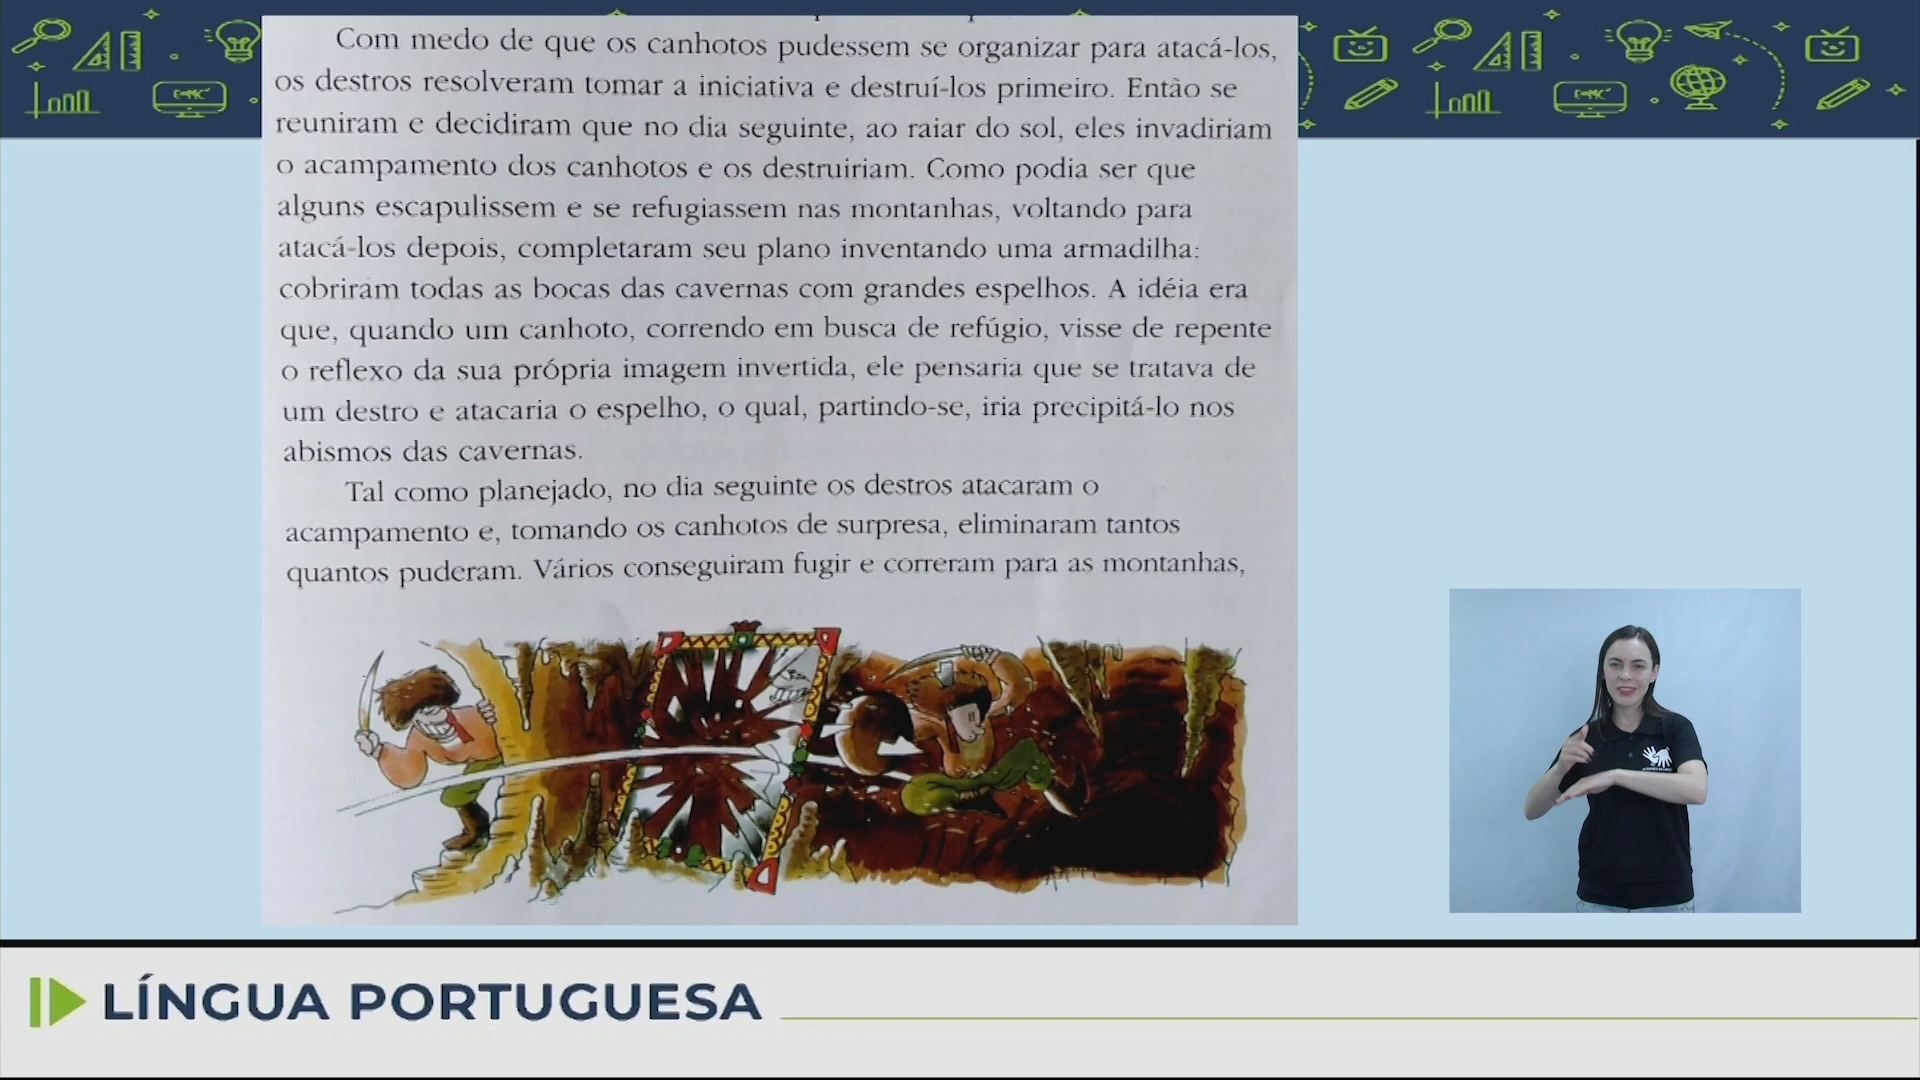 Com medo de que os canhotos pudessem se organizar para atacá-los,
os destros resolveram tomar a iniciativa e destruí-los primeiro. Então se
reuniram e decidiram que no dia seguinte, ao raiar do sol, eles invadiriam
o acampamento dos canhotos e os destruiriam. Como podia ser que
alguns escapulissem e se refugiassem nas montanhas, voltando para
atacá-los depois, completaram seu plano inventando uma armadilha:
cobriram todas as bocas das cavernas com grandes espelhos. A idéia era
que, quando um canhoto, correndo em busca de refúgio, visse de repente
o reflexo da sua própria imagem invertida, ele pensaria que se tratava de
um destro e atacaria o espelho, o qual, partindo-se, iria precipitá-lo nos
abismos das cavernas.
Tal como planejado, no dia seguinte os destros atacaram o
acampamento e, tomando os canhotos de surpresa, eliminaram tantos
quantos puderam. Vários conseguiram fugir e correram para as montanhas,
LÍNGUA PORTUGUESA